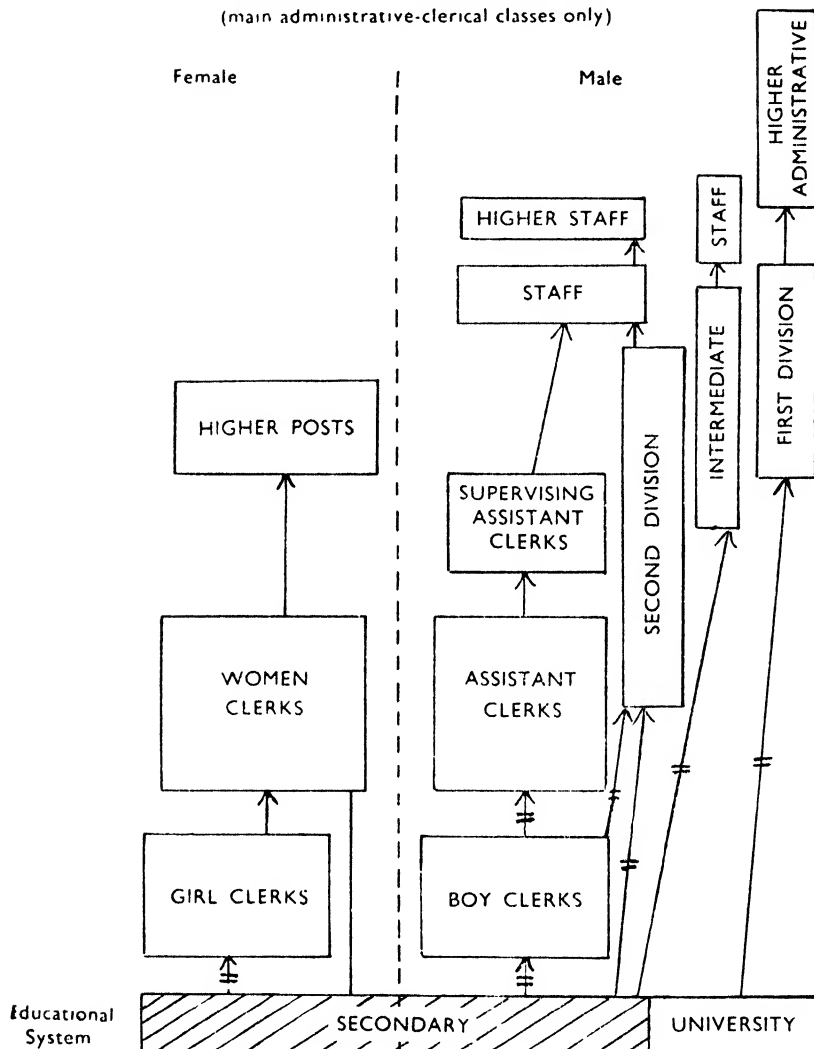 (main administrative-clerical classes only)
Female
Male
HIGHER
ADMINISTRATIVE
HIGHER STAFF
STAFF
STAFF
INTERMEDIATE
FIRST DIVISION
HIGHER POSTS
SECOND DIVISION
SUPERVISING
ASSISTANT
CLERKS
WOMEN
CLERKS
ASSISTANT
CLERKS
GIRL CLERKS
BOY CLERKS
Educational
System
SECONDARY
UNIVERSITY